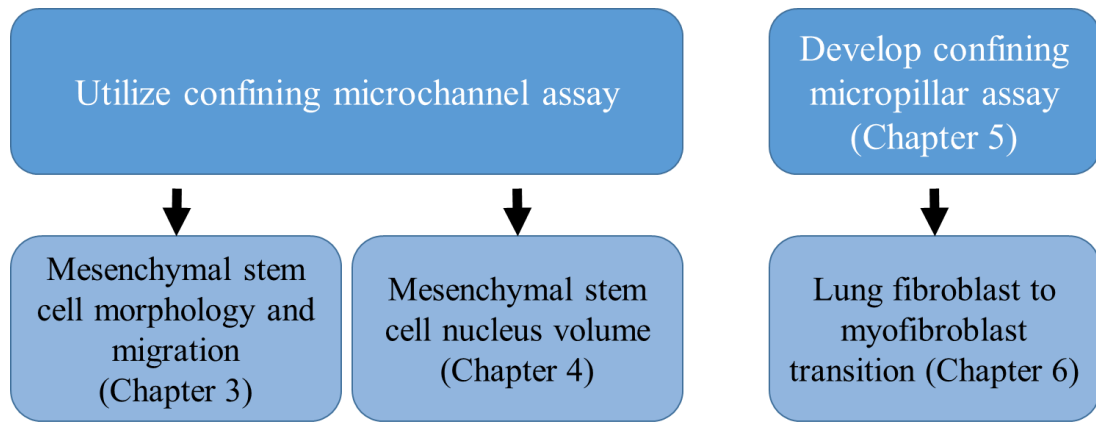 Utilize confining microchannel assay
Develop confining
micropillar assay
(Chapter 5)
Mesenchymal stem
cell morphology and
migration
(Chapter 3)
Mesenchymal stem
cell nucleus volume
(Chapter 4)
Lung fibroblast to
myofibroblast
transition (Chapter 6)